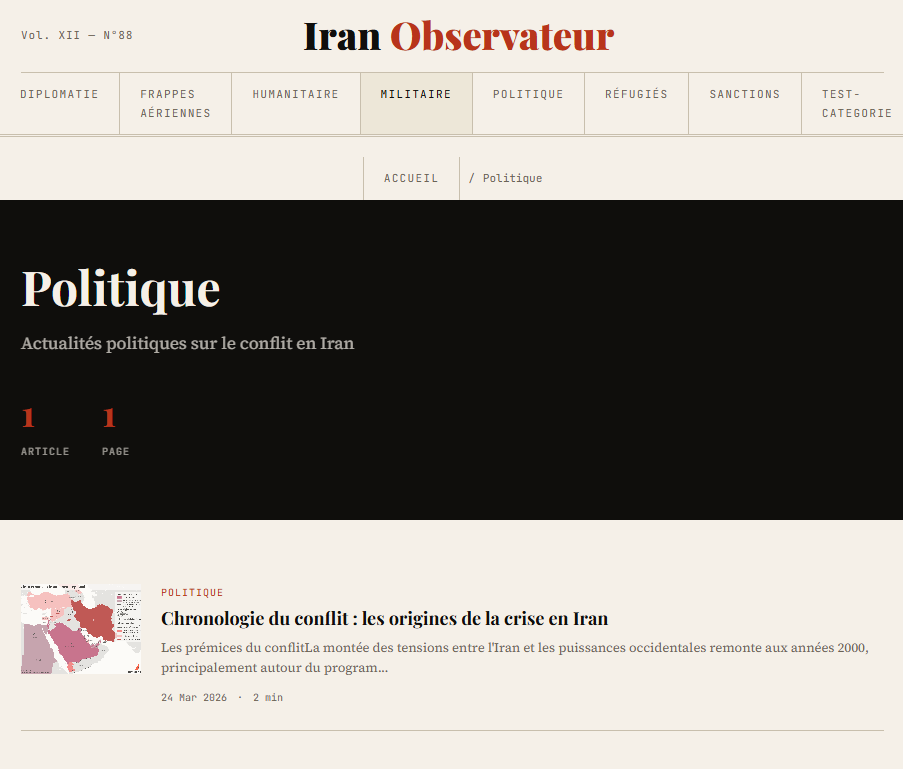 Vol. XII — N°88
Iran Observateur
DIPLOMATIE
FRAPPES
AÉRIENNES
HUMANITAIRE
MILITAIRE
POLITIQUE
RÉFUGIÉS
SANCTIONS
TEST-
CATEGORIE
ACCUEIL / Politique
Politique
Actualités politiques sur le conflit en Iran
1 1
ARTICLE PAGE
POLITIQUE
Chronologie du conflit : les origines de la crise en Iran
Les prémices du conflitLa montée des tensions entre l'Iran et les puissances occidentales remonte aux années 2000,
principalement autour du program...
24 Mar 2026 · 2 min